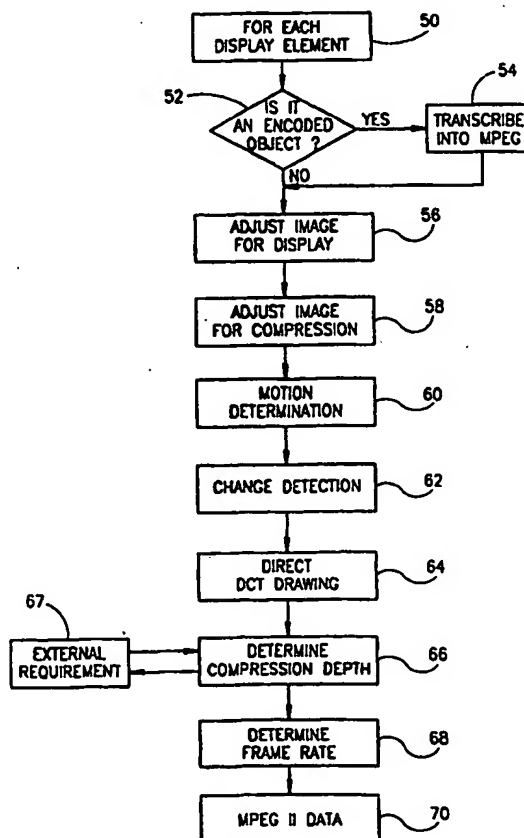 FOR EACH
DISPLAY ELEMENT
50
52
IS IT
AN ENCODED
OBJECT ?
YES
54
TRANSCRIBE
INTO MPEG
NO
ADJUST IMAGE
FOR DISPLAY
56
ADJUST IMAGE
FOR COMPRESSION
58
MOTION
DETERMINATION
60
CHANGE DETECTION
62
DIRECT
DCT DRAWING
64
67
EXTERNAL
REQUIREMENT
DETERMINE
COMPRESSION DEPTH
66
DETERMINE
FRAME RATE
68
MPEG II DATA
70